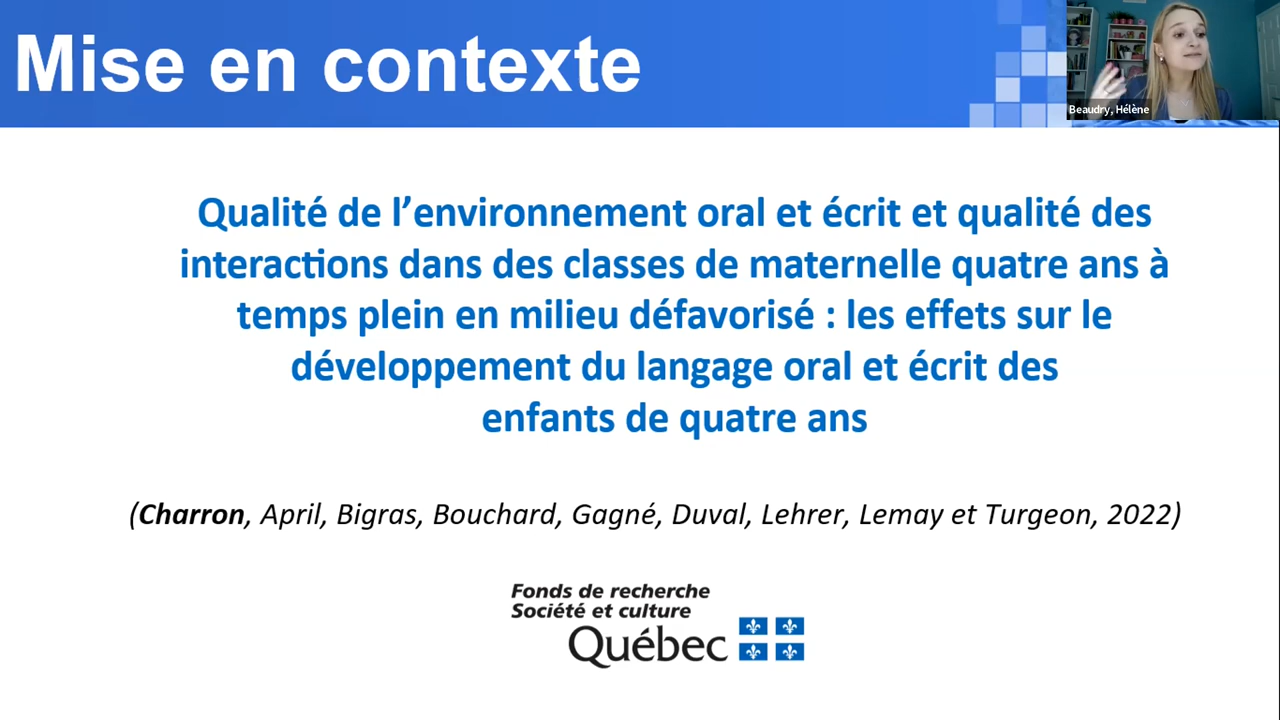 Mise en contexte
Beaudry, Hélène
Qualité de l’environnement oral et écrit et qualité des
interactions dans des classes de maternelle quatre ans à
temps plein en milieu défavorisé : les effets sur le
développement du langage oral et écrit des
enfants de quatre ans
(Charron, April, Bigras, Bouchard, Gagné, Duval, Lehrer, Lemay et Turgeon, 2022)
Fonds de recherche
Société et culture
Québec